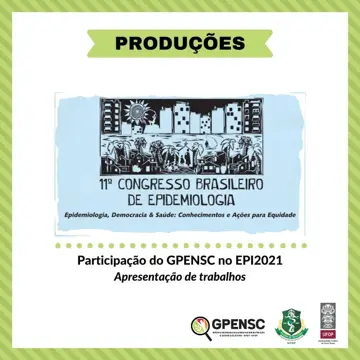 PRODUÇÕES
11º CONGRESSO BRASILEIRO
DE EPIDEMIOLOGIA
Epidemiologia, Democracia & Saúde: Conhecimentos e Ações para Equidade
Participação do GPENSC no EPI2021
Apresentação de trabalhos
GPENSC
UFOP